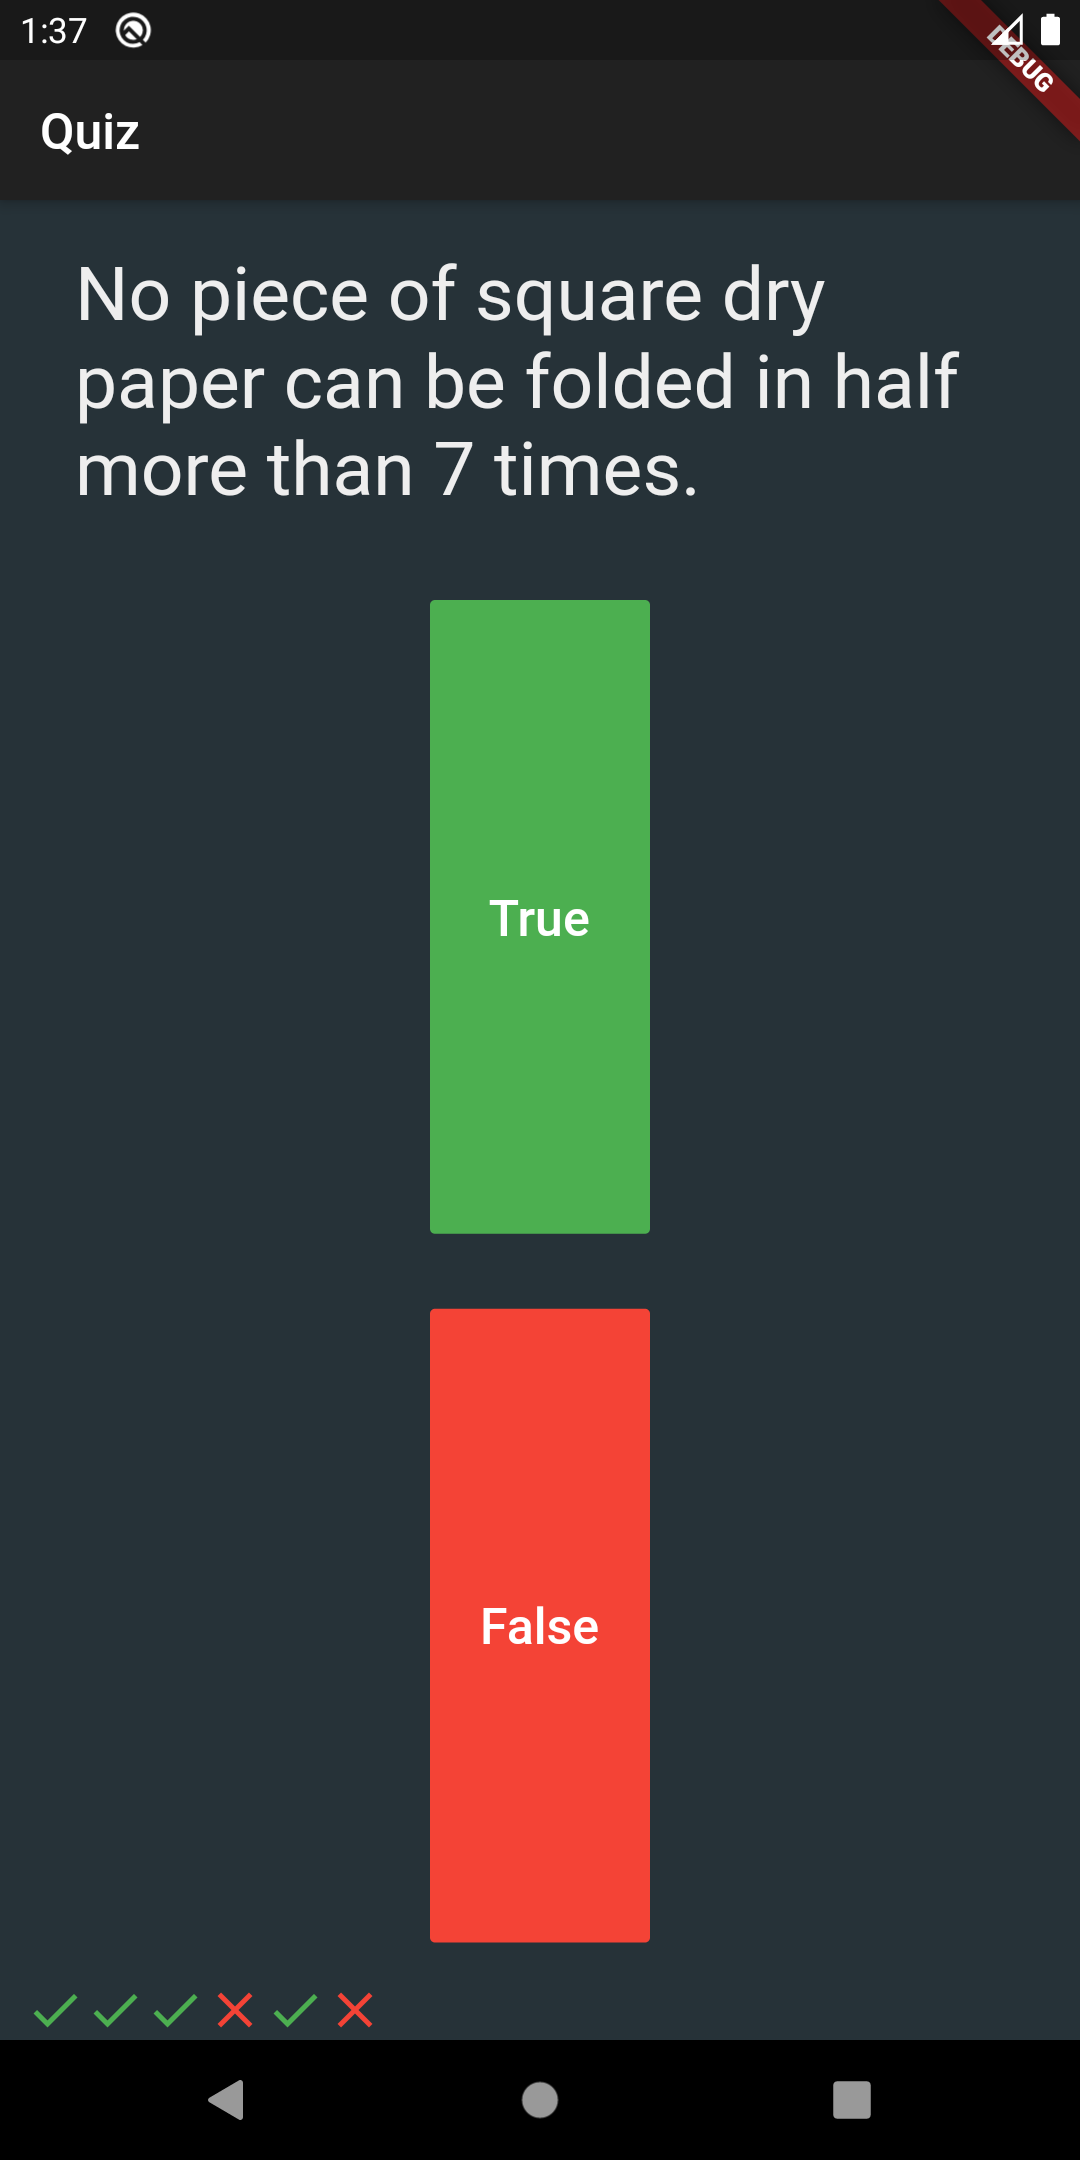 1:37
DEBUG
Quiz
No piece of square dry
paper can be folded in half
more than 7 times.
True
False